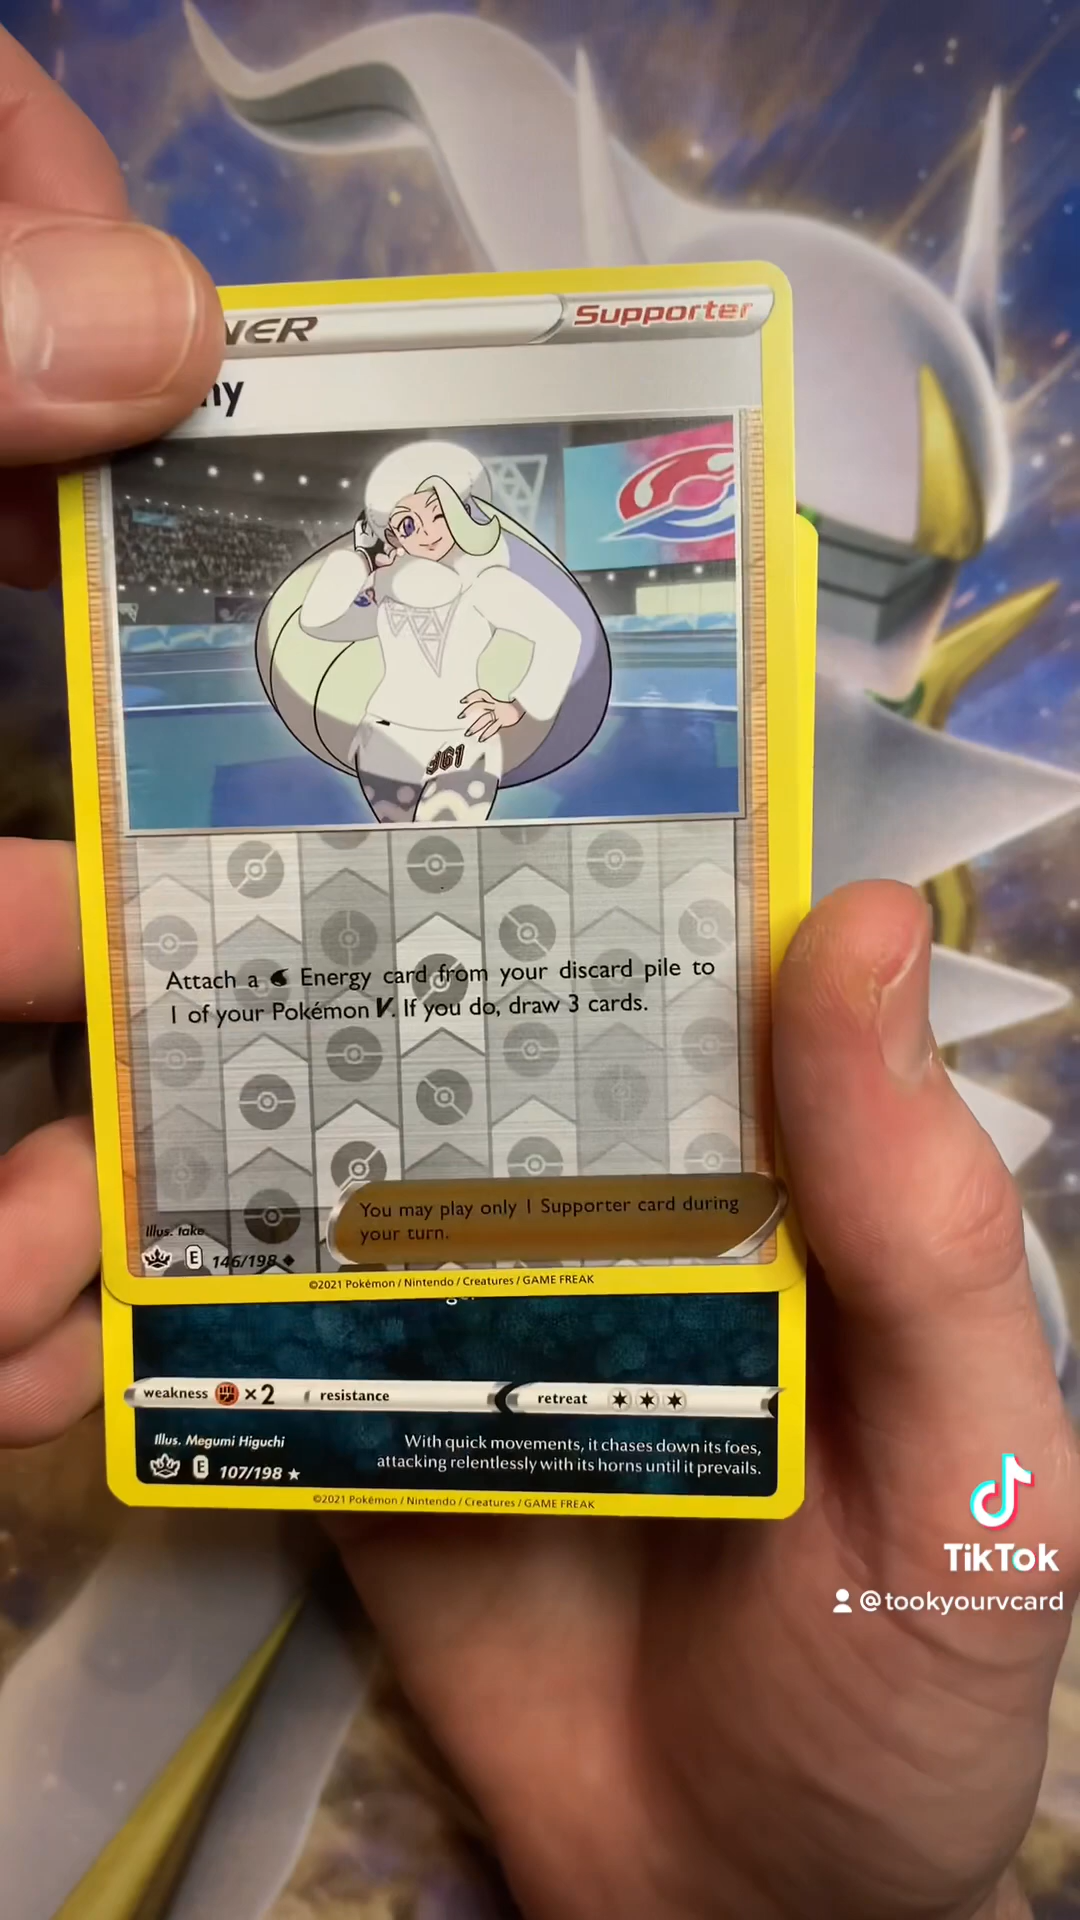 NER
Supporter
ny
361
Attach a Energy card from your discard pile to
1 of your Pokémon V. If you do, draw 3 cards.
You may play only 1 Supporter card during
your turn.
Illus. take
E 146/198
©2021 Pokémon / Nintendo / Creatures / GAME FREAK
weakness ×2 resistance retreat
Illus. Megumi Higuchi
With quick movements, it chases down its foes,
attacking relentlessly with its horns until it prevails.
E 107/198
©2021 Pokémon / Nintendo / Creatures / GAME FREAK
TikTok
@tookyourvcard